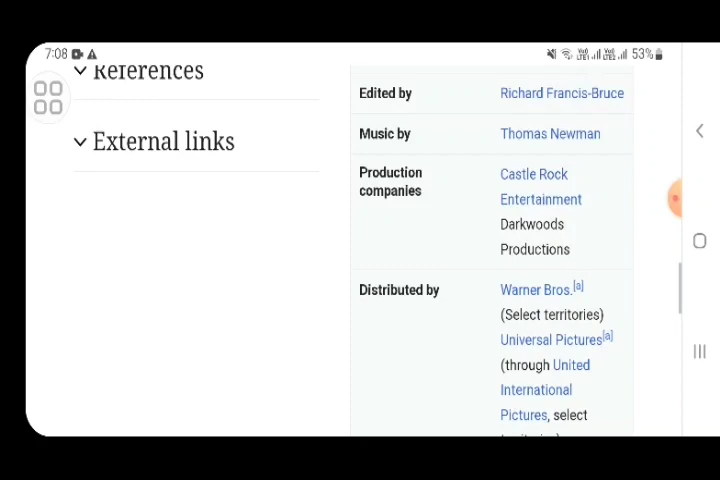 7:08
53%
References
External links
Edited by
Richard Francis-Bruce
Music by
Thomas Newman
Production
companies
Castle Rock
Entertainment
Darkwoods
Productions
Distributed by
Warner Bros.[a]
(Select territories)
Universal Pictures[a]
(through United
International
Pictures, select